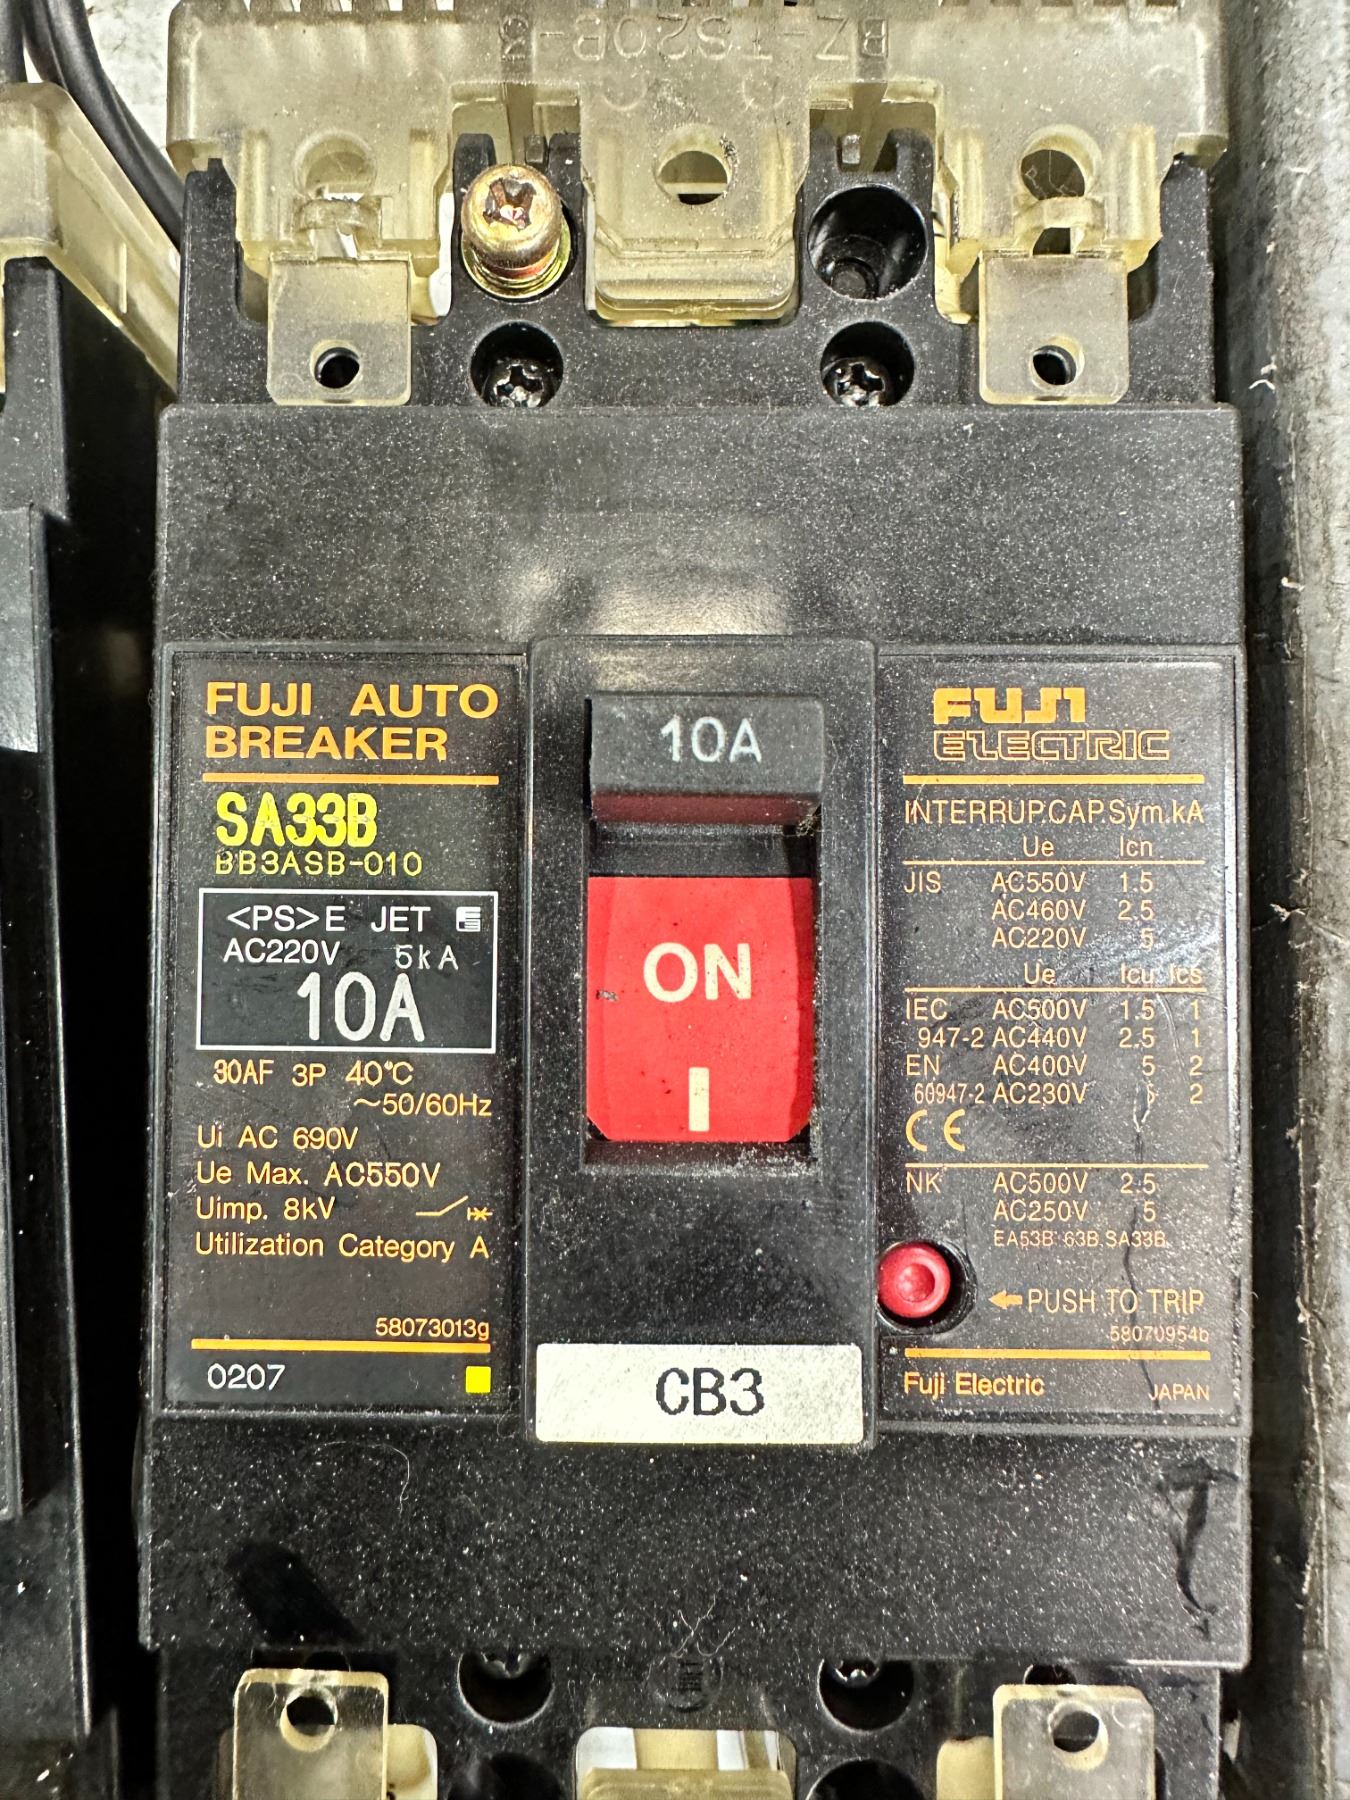 BZ-TS20B-3
FUJI AUTO
BREAKER
SA33B
BB3ASB-010
<PS>E JET
AC220V 5kA
10A
30AF 3P 40°C
~50/60Hz
Ui AC 690V
Ue Max. AC550V
Uimp. 8kV
Utilization Category A
58073013g
0207
10A
ON
I
CB3
FUJI
ELECTRIC
INTERRUP.CAP.Sym.kA
Ue Icn
JIS AC550V 1.5
AC460V 2.5
AC220V 5
Ue Icu Ics
IEC AC500V 1.5 1
947-2 AC440V 2.5 1
EN AC400V 5 2
60947-2 AC230V 5 2
CE
NK AC500V 2.5
AC250V 5
EA53B 63B SA33B
←PUSH TO TRIP
58070954b
Fuji Electric JAPAN